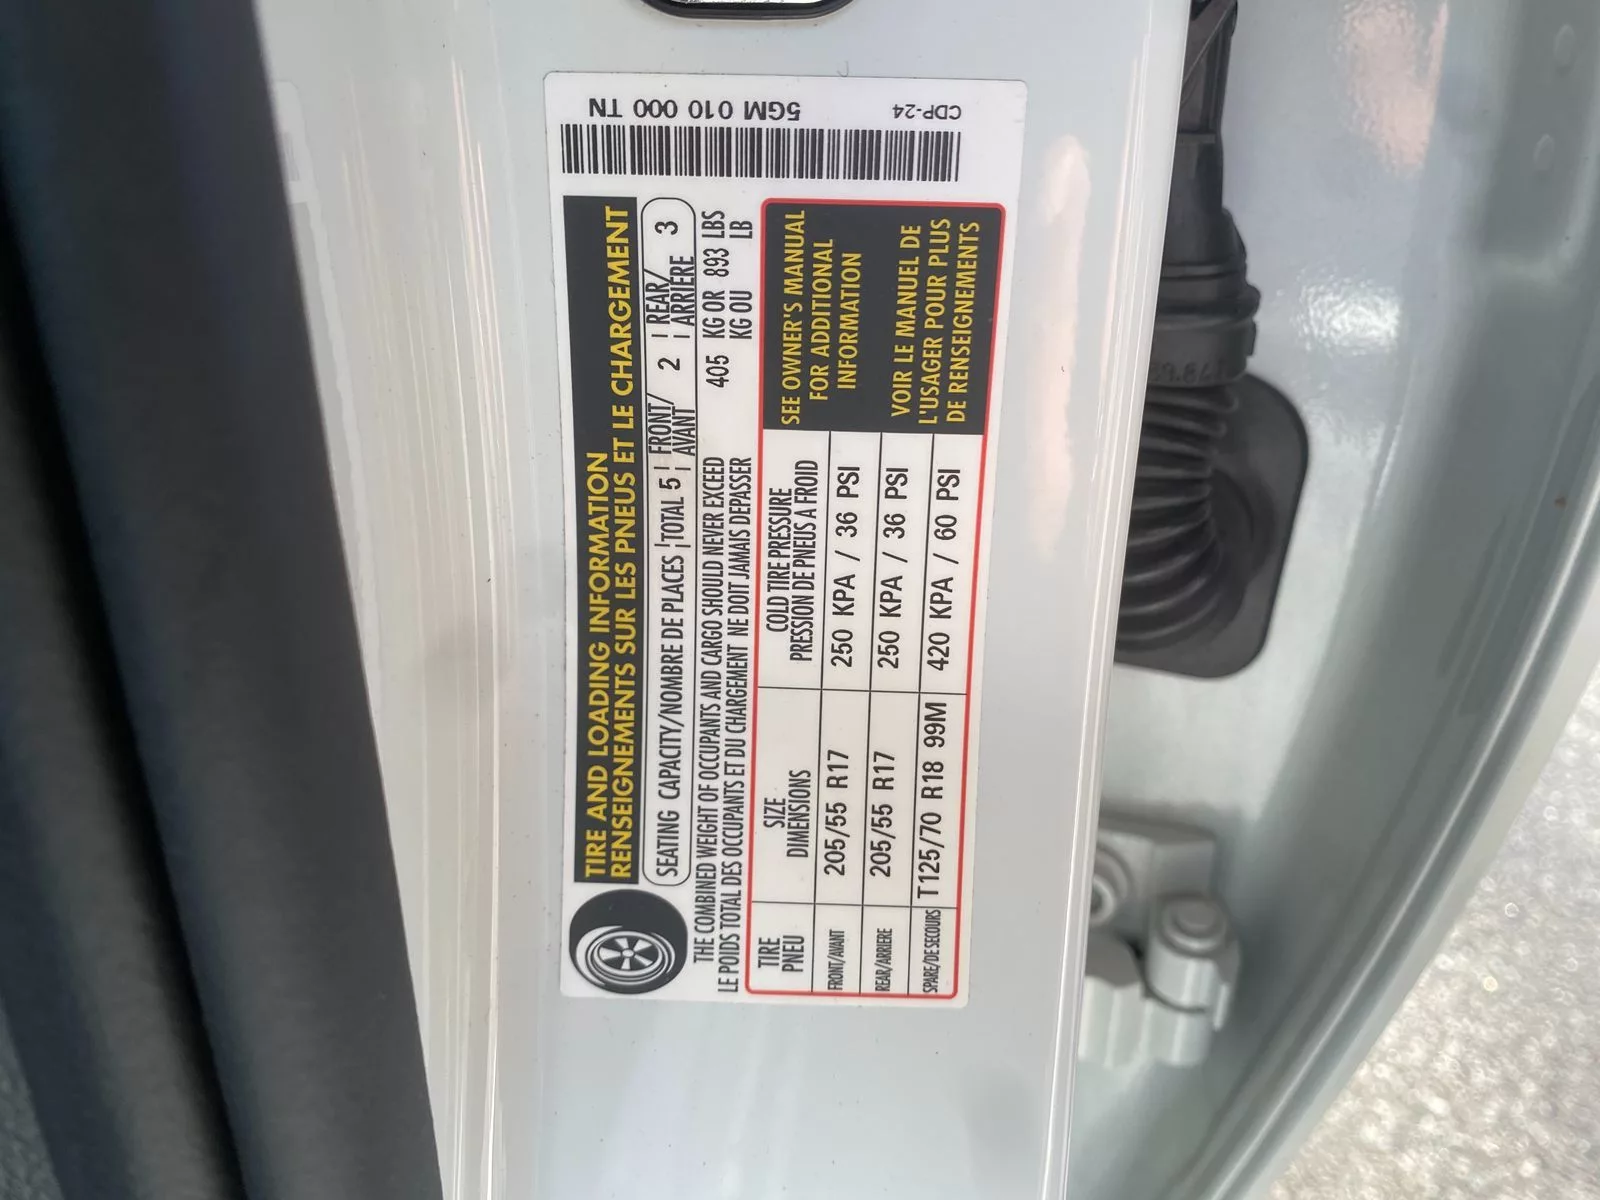 5GM 010 000 TN
CDP-24
TIRE AND LOADING INFORMATION
RENSEIGNEMENTS SUR LES PNEUS ET LE CHARGEMENT
SEATING CAPACITY/NOMBRE DE PLACES | TOTAL 5 ¦ FRONT/ AVANT 2 ¦ REAR/ ARRIERE 3
THE COMBINED WEIGHT OF OCCUPANTS AND CARGO SHOULD NEVER EXCEED 405 KG OR 893 LBS
LE POIDS TOTAL DES OCCUPANTS ET DU CHARGEMENT NE DOIT JAMAIS DEPASSER KG OU LB
TIRE
PNEU
SIZE
DIMENSIONS
COLD TIRE PRESSURE
PRESSION DE PNEUS A FROID
FRONT/AVANT 205/55 R17 250 KPA / 36 PSI
REAR/ARRIERE 205/55 R17 250 KPA / 36 PSI
SPARE/DE SECOURS T125/70 R18 99M 420 KPA / 60 PSI
SEE OWNER'S MANUAL
FOR ADDITIONAL
INFORMATION
VOIR LE MANUEL DE
L'USAGER POUR PLUS
DE RENSEIGNEMENTS